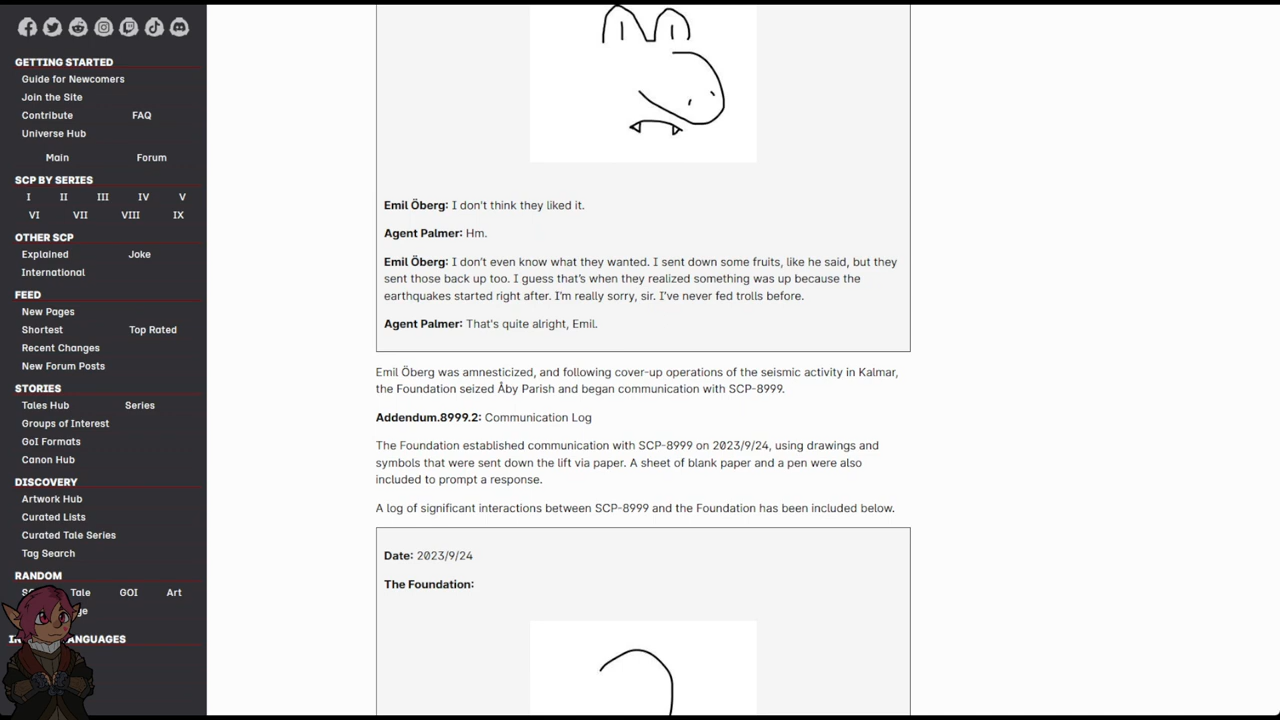 GETTING STARTED
Guide for Newcomers
Join the Site
Contribute FAQ
Universe Hub
Main Forum
SCP BY SERIES
I II III IV V
VI VII VIII IX
OTHER SCP
Explained Joke
International
FEED
New Pages
Shortest Top Rated
Recent Changes
New Forum Posts
STORIES
Tales Hub Series
Groups of Interest
GoI Formats
Canon Hub
DISCOVERY
Artwork Hub
Curated Lists
Curated Tale Series
Tag Search
RANDOM
Tale GOI Art
Emil Öberg: I don't think they liked it.
Agent Palmer: Hm.
Emil Öberg: I don't even know what they wanted. I sent down some fruits, like he said, but they
sent those back up too. I guess that's when they realized something was up because the
earthquakes started right after. I'm really sorry, sir. I've never fed trolls before.
Agent Palmer: That's quite alright, Emil.
Emil Öberg was amnesticized, and following cover-up operations of the seismic activity in Kalmar,
the Foundation seized Åby Parish and began communication with SCP-8999.
Addendum.8999.2: Communication Log
The Foundation established communication with SCP-8999 on 2023/9/24, using drawings and
symbols that were sent down the lift via paper. A sheet of blank paper and a pen were also
included to prompt a response.
A log of significant interactions between SCP-8999 and the Foundation has been included below.
Date: 2023/9/24
The Foundation: